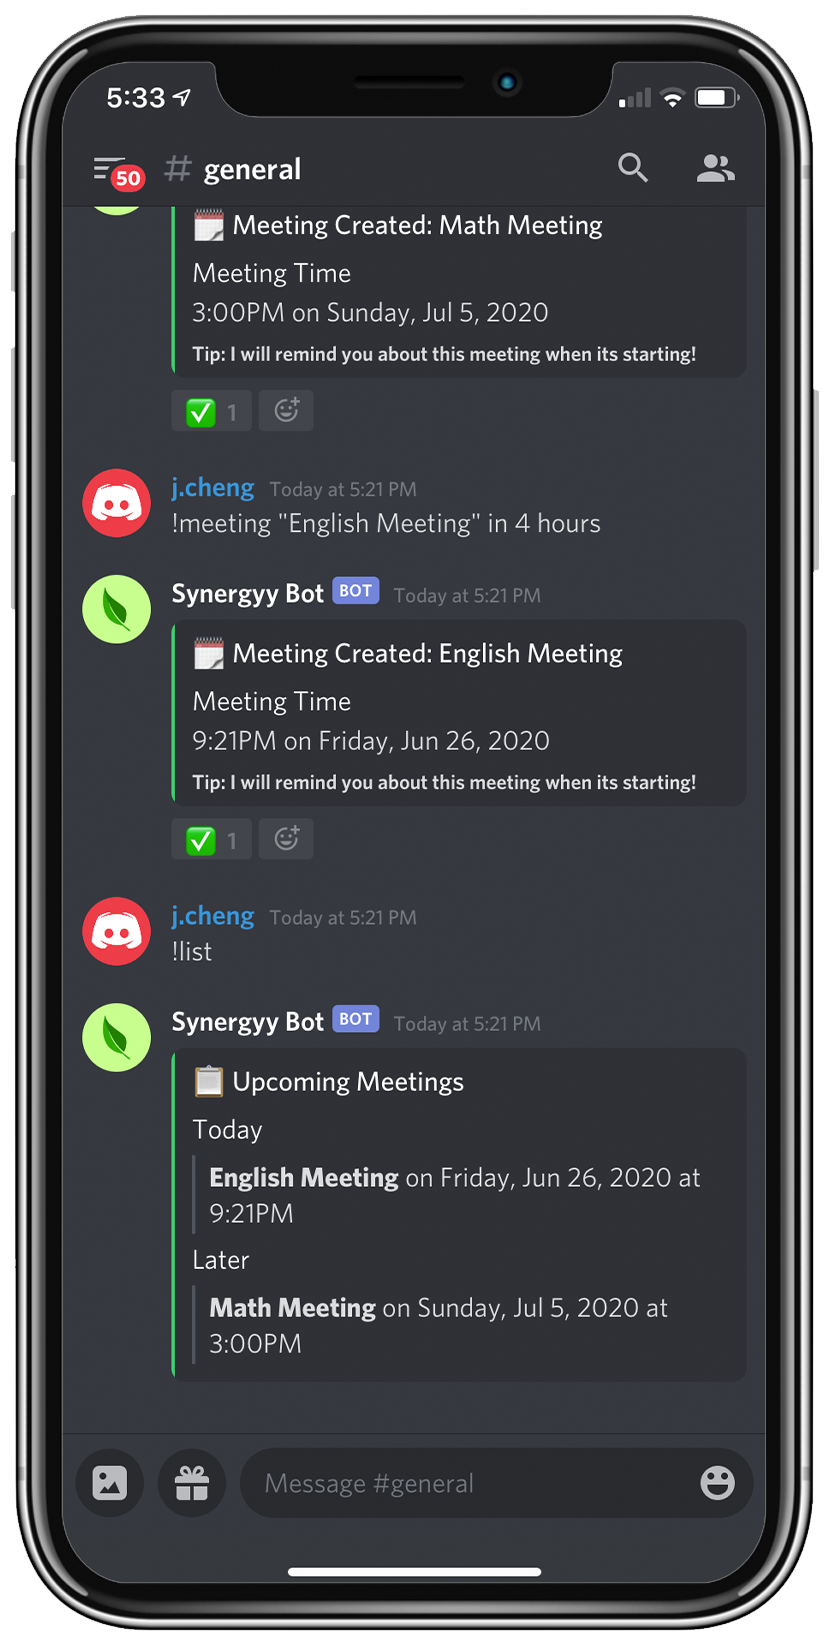 5:33
50
# general
Meeting Created: Math Meeting
Meeting Time
3:00PM on Sunday, Jul 5, 2020
Tip: I will remind you about this meeting when its starting!
1
j.cheng Today at 5:21 PM
!meeting "English Meeting" in 4 hours
Synergyy Bot BOT Today at 5:21 PM
Meeting Created: English Meeting
Meeting Time
9:21PM on Friday, Jun 26, 2020
Tip: I will remind you about this meeting when its starting!
1
j.cheng Today at 5:21 PM
!list
Synergyy Bot BOT Today at 5:21 PM
Upcoming Meetings
Today
English Meeting on Friday, Jun 26, 2020 at
9:21PM
Later
Math Meeting on Sunday, Jul 5, 2020 at
3:00PM
Message #general